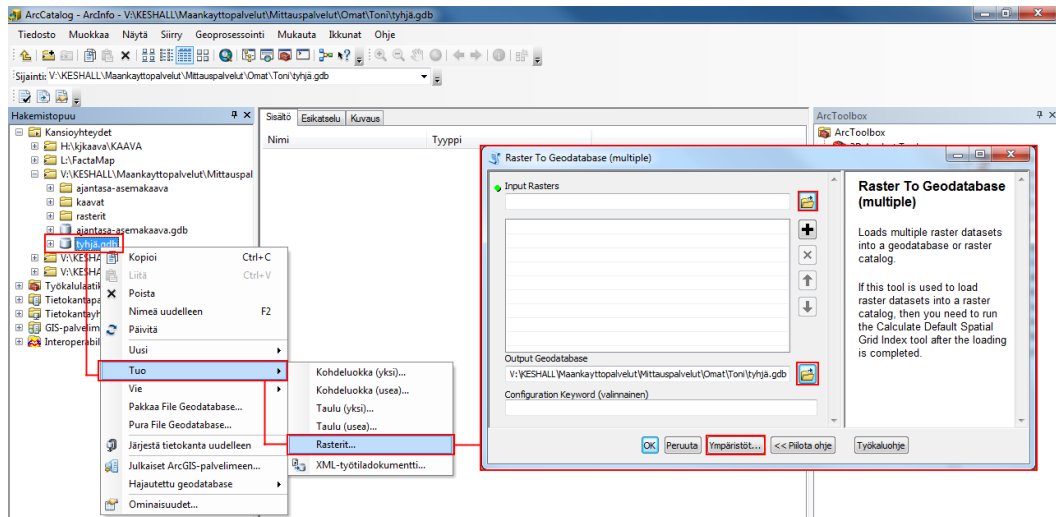 ArcCatalog - ArcInfo - V:\KESHALL\Maankayttopalvelut\Mittauspalvelut\Omat\Toni\tyhjä.gdb
Tiedosto Muokkaa Näytä Siirry Geoprosessointi Mukauta Ikkunat Ohje
Sijainti: V:\KESHALL\Maankayttopalvelut\Mittauspalvelut\Omat\Toni\tyhjä.gdb
Hakemistopuu
Kansioyhteydet
H:\kjkaava\KAAVA
L:\FactaMap
V:\KESHALL\Maankayttopalvelut\Mittauspal
ajantasa-asemakaava
kaavat
rasterit
ajantasa-asemakaava.gdb
tyhjä.gdb
V:\KESHA
V:\KESHA
Työkalulaatik
Tietokantapa
Tietokantayh
GIS-palvelim
Interoperabil
Sisältö Esikatselu Kuvaus
Nimi Tyyppi
ArcToolbox
ArcToolbox
Kopioi Ctrl+C
Liitä Ctrl+V
Poista
Nimeä uudelleen F2
Päivitä
Uusi
Tuo
Vie
Pakkaa File Geodatabase...
Pura File Geodatabase...
Järjestä tietokanta uudelleen
Julkaiset ArcGIS-palvelimeen...
Hajautettu geodatabase
Ominaisuudet...
Kohdeluokka (yksi)...
Kohdeluokka (usea)...
Taulu (yksi)...
Taulu (usea)...
Rasterit...
XML-työtiladokumentti...
Raster To Geodatabase (multiple)
Input Rasters
Output Geodatabase
V:\KESHALL\Maankayttopalvelut\Mittauspalvelut\Omat\Toni\tyhjä.gdb
Configuration Keyword (valinnainen)
OK Peruuta Ympäristöt... << Piilota ohje Työkaluohje
Raster To Geodatabase
(multiple)
Loads multiple raster datasets
into a geodatabase or raster
catalog.
If this tool is used to load
raster datasets into a raster
catalog, then you need to run
the Calculate Default Spatial
Grid Index tool after the loading
is completed.